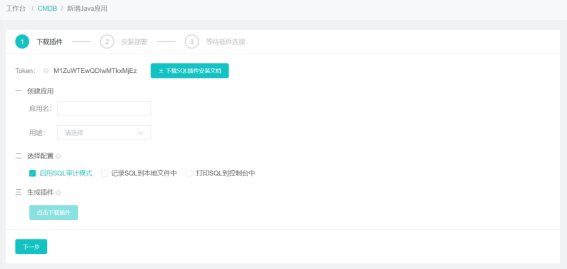 工作台 / CMDB / 新增Java应用
1 下载插件 2 安装部署 3 等待插件连接
Token: M1ZuWTEwQDIwMTkxMjEz 下载SQL插件安装文档
一 创建应用
应用名:
用途: 请选择
二 选择配置
启用SQL审计模式 记录SQL到本地文件中 打印SQL到控制台中
三 生成插件
点击下载插件
下一步